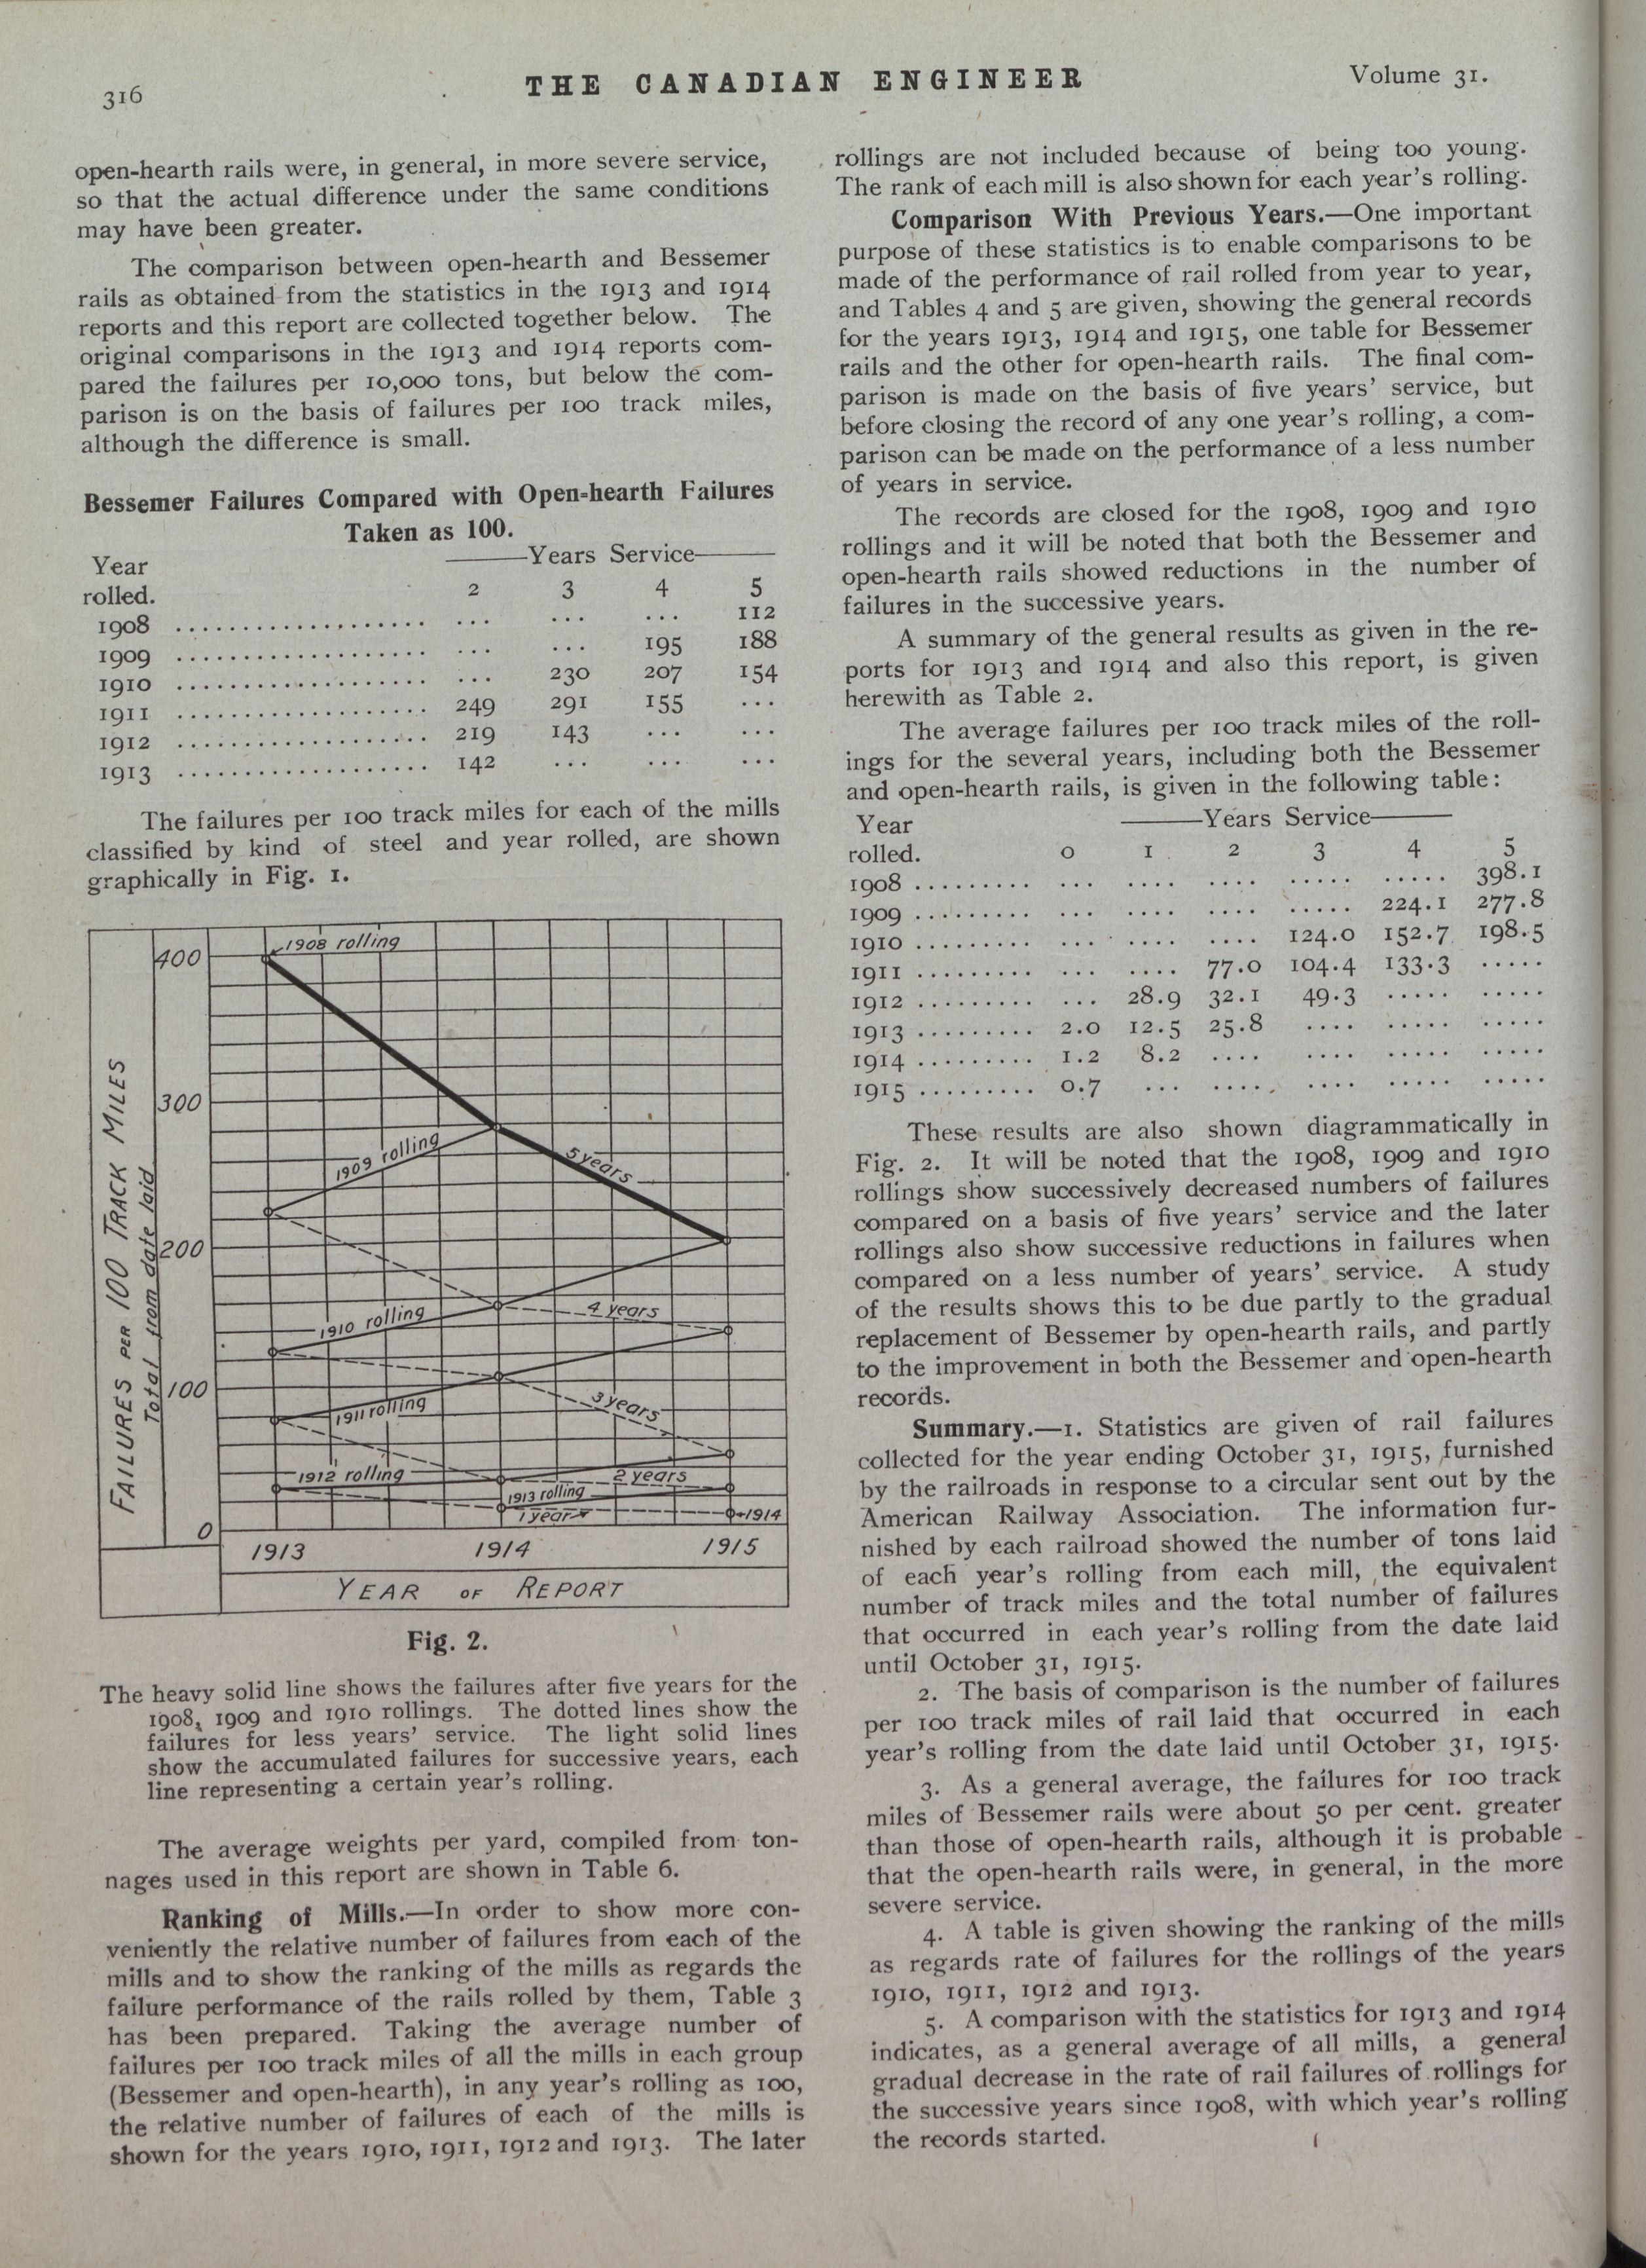 316
THE CANADIAN ENGINEER
Volume 31.
open-hearth rails were, in general, in more severe service,
so that the actual difference under the same conditions
may have been greater.
The comparison between open-hearth and Bessemer
rails as obtained from the statistics in the 1913 and 1914
reports and this report are collected together below. The
original comparisons in the 1913 and 1914 reports com-
pared the failures per 10,000 tons, but below the com-
parison is on the basis of failures per 100 track miles,
although the difference is small.
Bessemer Failures Compared with Open-hearth Failures
Taken as 100.
Year ———Years Service———
rolled. 2 3 4 5
1908 ................... ... ... ... 112
1909 ................... ... ... 195 188
1910 ................... ... 230 207 154
1911 ................... 249 291 155 ...
1912 ................... 219 143 ... ...
1913 ................... 142 ... ... ...
The failures per 100 track miles for each of the mills
classified by kind of steel and year rolled, are shown
graphically in Fig. 1.
FAILURES PER 100 TRACK MILES
Total from date laid
400
300
200
100
0
1908 rolling
1909 rolling
5 years
1910 rolling
4 years
1911 rolling
3 years
1912 rolling
2 years
1913 rolling
1 year
1914
1913 1914 1915
YEAR OF REPORT
Fig. 2.
The heavy solid line shows the failures after five years for the
1908, 1909 and 1910 rollings. The dotted lines show the
failures for less years' service. The light solid lines
show the accumulated failures for successive years, each
line representing a certain year's rolling.
The average weights per yard, compiled from ton-
nages used in this report are shown in Table 6.
Ranking of Mills.—In order to show more con-
veniently the relative number of failures from each of the
mills and to show the ranking of the mills as regards the
failure performance of the rails rolled by them, Table 3
has been prepared. Taking the average number of
failures per 100 track miles of all the mills in each group
(Bessemer and open-hearth), in any year's rolling as 100,
the relative number of failures of each of the mills is
shown for the years 1910, 1911, 1912 and 1913. The later
rollings are not included because of being too young.
The rank of each mill is also shown for each year's rolling.
Comparison With Previous Years.—One important
purpose of these statistics is to enable comparisons to be
made of the performance of rail rolled from year to year,
and Tables 4 and 5 are given, showing the general records
for the years 1913, 1914 and 1915, one table for Bessemer
rails and the other for open-hearth rails. The final com-
parison is made on the basis of five years' service, but
before closing the record of any one year's rolling, a com-
parison can be made on the performance of a less number
of years in service.
The records are closed for the 1908, 1909 and 1910
rollings and it will be noted that both the Bessemer and
open-hearth rails showed reductions in the number of
failures in the successive years.
A summary of the general results as given in the re-
ports for 1913 and 1914 and also this report, is given
herewith as Table 2.
The average failures per 100 track miles of the roll-
ings for the several years, including both the Bessemer
and open-hearth rails, is given in the following table:
Year ———Years Service———
rolled. 0 1 2 3 4 5
1908 ......... ... .... .... ..... ..... 398.1
1909 ......... ... .... .... ..... 224.1 277.8
1910 ......... ... .... .... 124.0 152.7 198.5
1911 ......... ... .... 77.0 104.4 133.3 .....
1912 ......... ... 28.9 32.1 49.3 ..... .....
1913 ......... 2.0 12.5 25.8 .... ..... .....
1914 ......... 1.2 8.2 .... .... ..... .....
1915 ......... 0.7 ... .... .... ..... .....
These results are also shown diagrammatically in
Fig. 2. It will be noted that the 1908, 1909 and 1910
rollings show successively decreased numbers of failures
compared on a basis of five years' service and the later
rollings also show successive reductions in failures when
compared on a less number of years' service. A study
of the results shows this to be due partly to the gradual
replacement of Bessemer by open-hearth rails, and partly
to the improvement in both the Bessemer and open-hearth
records.
Summary.—1. Statistics are given of rail failures
collected for the year ending October 31, 1915, furnished
by the railroads in response to a circular sent out by the
American Railway Association. The information fur-
nished by each railroad showed the number of tons laid
of each year's rolling from each mill, the equivalent
number of track miles and the total number of failures
that occurred in each year's rolling from the date laid
until October 31, 1915.
2. The basis of comparison is the number of failures
per 100 track miles of rail laid that occurred in each
year's rolling from the date laid until October 31, 1915.
3. As a general average, the failures for 100 track
miles of Bessemer rails were about 50 per cent. greater
than those of open-hearth rails, although it is probable
that the open-hearth rails were, in general, in the more
severe service.
4. A table is given showing the ranking of the mills
as regards rate of failures for the rollings of the years
1910, 1911, 1912 and 1913.
5. A comparison with the statistics for 1913 and 1914
indicates, as a general average of all mills, a general
gradual decrease in the rate of rail failures of rollings for
the successive years since 1908, with which year's rolling
the records started.